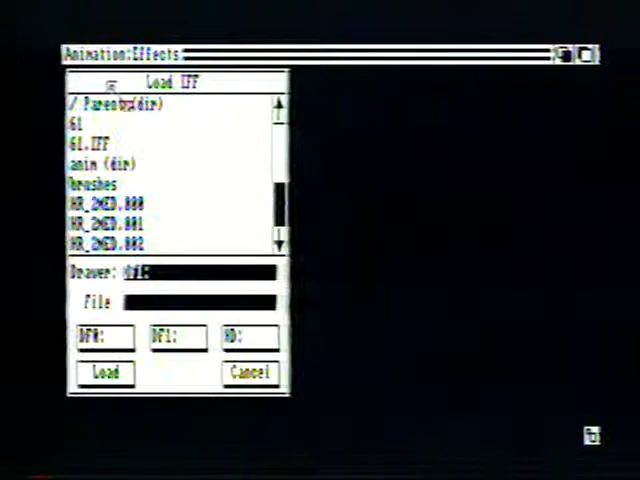 Animation:Effects:
Load IFF
/ Parent (dir)
61
61.IFF
anim (dir)
brushes
HR_2MED.000
HR_2MED.001
HR_2MED.002
Drawer:
File
DF0: DF1: HD:
Load Cancel